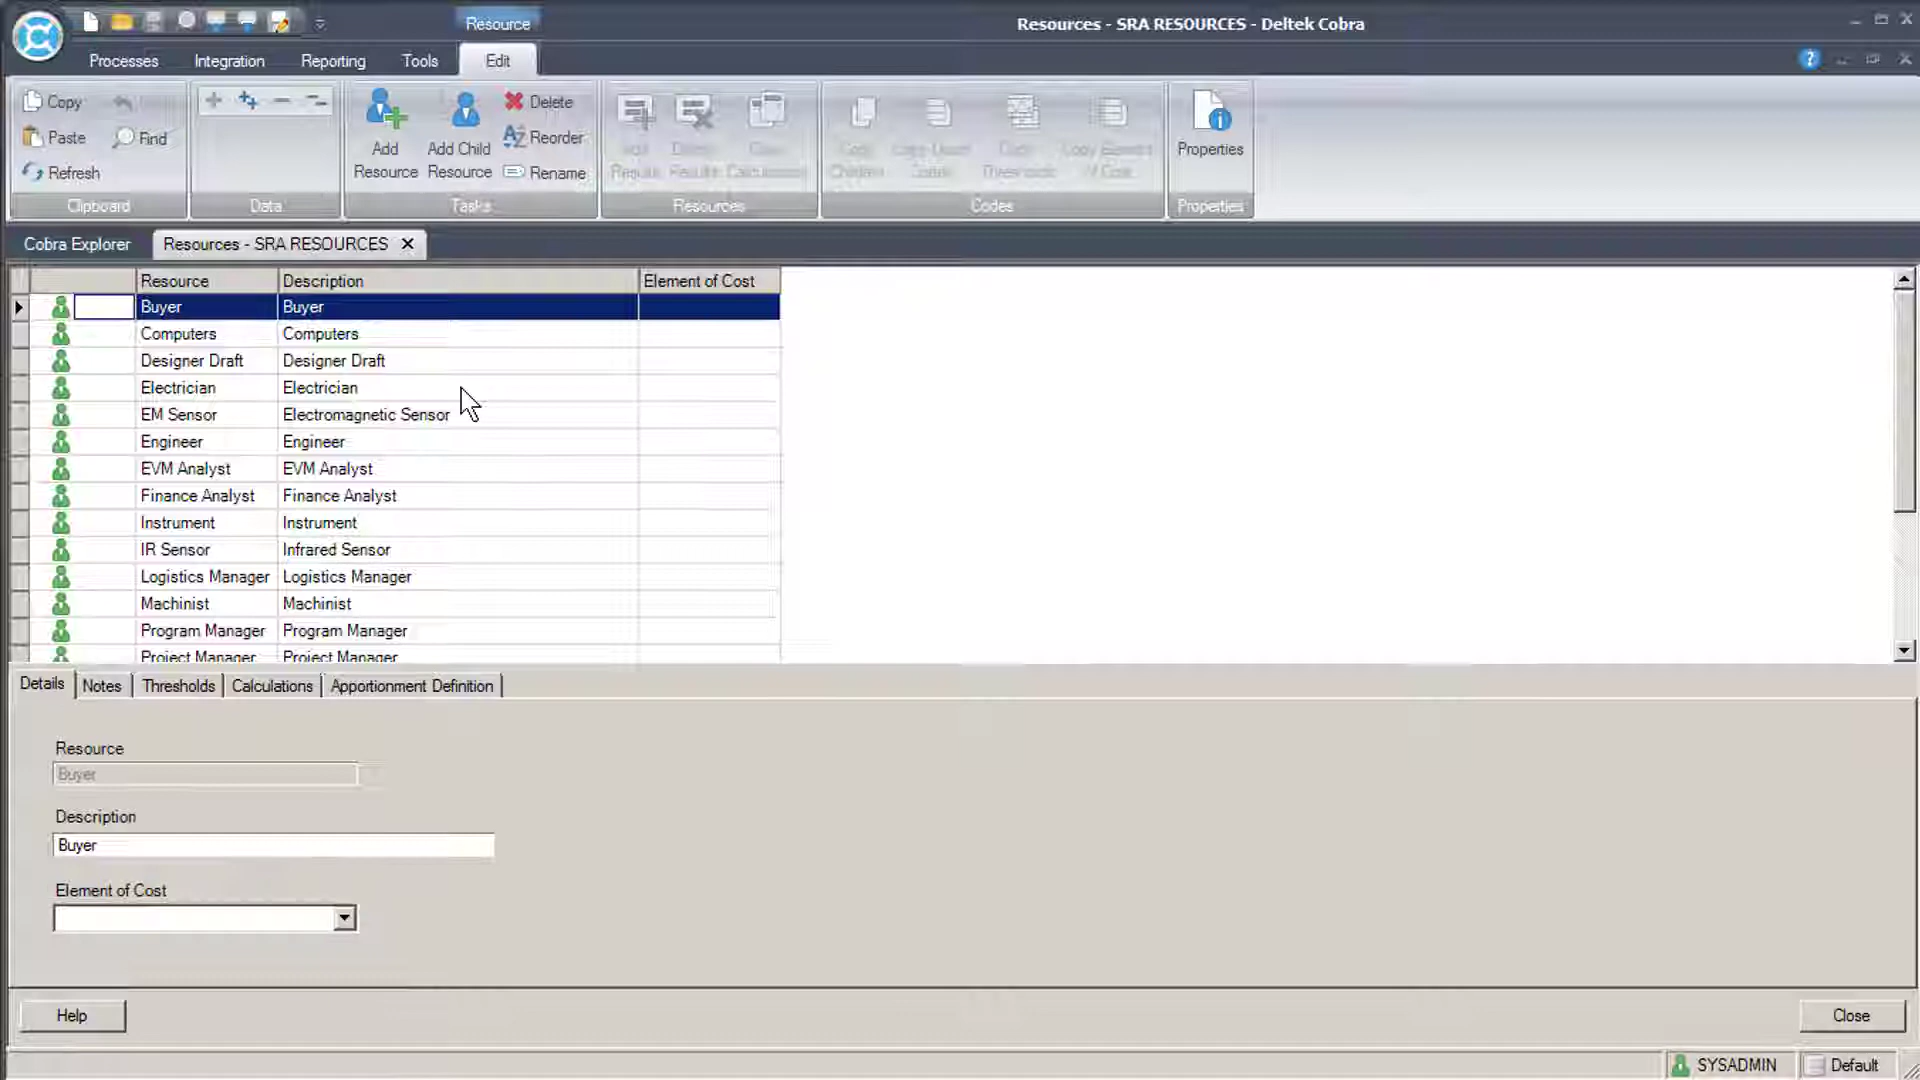 Resource
Resources - SRA RESOURCES - Deltek Cobra
Processes
Integration
Reporting
Tools
Edit
Copy
Paste
Find
Refresh
Clipboard
Data
Add Resource
Add Child Resource
Delete
Reorder
Rename
Tasks
Resources
Codes
Properties
Properties
Cobra Explorer
Resources - SRA RESOURCES
Resource Description Element of Cost
Buyer Buyer
Computers Computers
Designer Draft Designer Draft
Electrician Electrician
EM Sensor Electromagnetic Sensor
Engineer Engineer
EVM Analyst EVM Analyst
Finance Analyst Finance Analyst
Instrument Instrument
IR Sensor Infrared Sensor
Logistics Manager Logistics Manager
Machinist Machinist
Program Manager Program Manager
Project Manager Project Manager
Details Notes Thresholds Calculations Apportionment Definition
Resource
Buyer
Description
Buyer
Element of Cost
Help
Close
SYSADMIN
Default